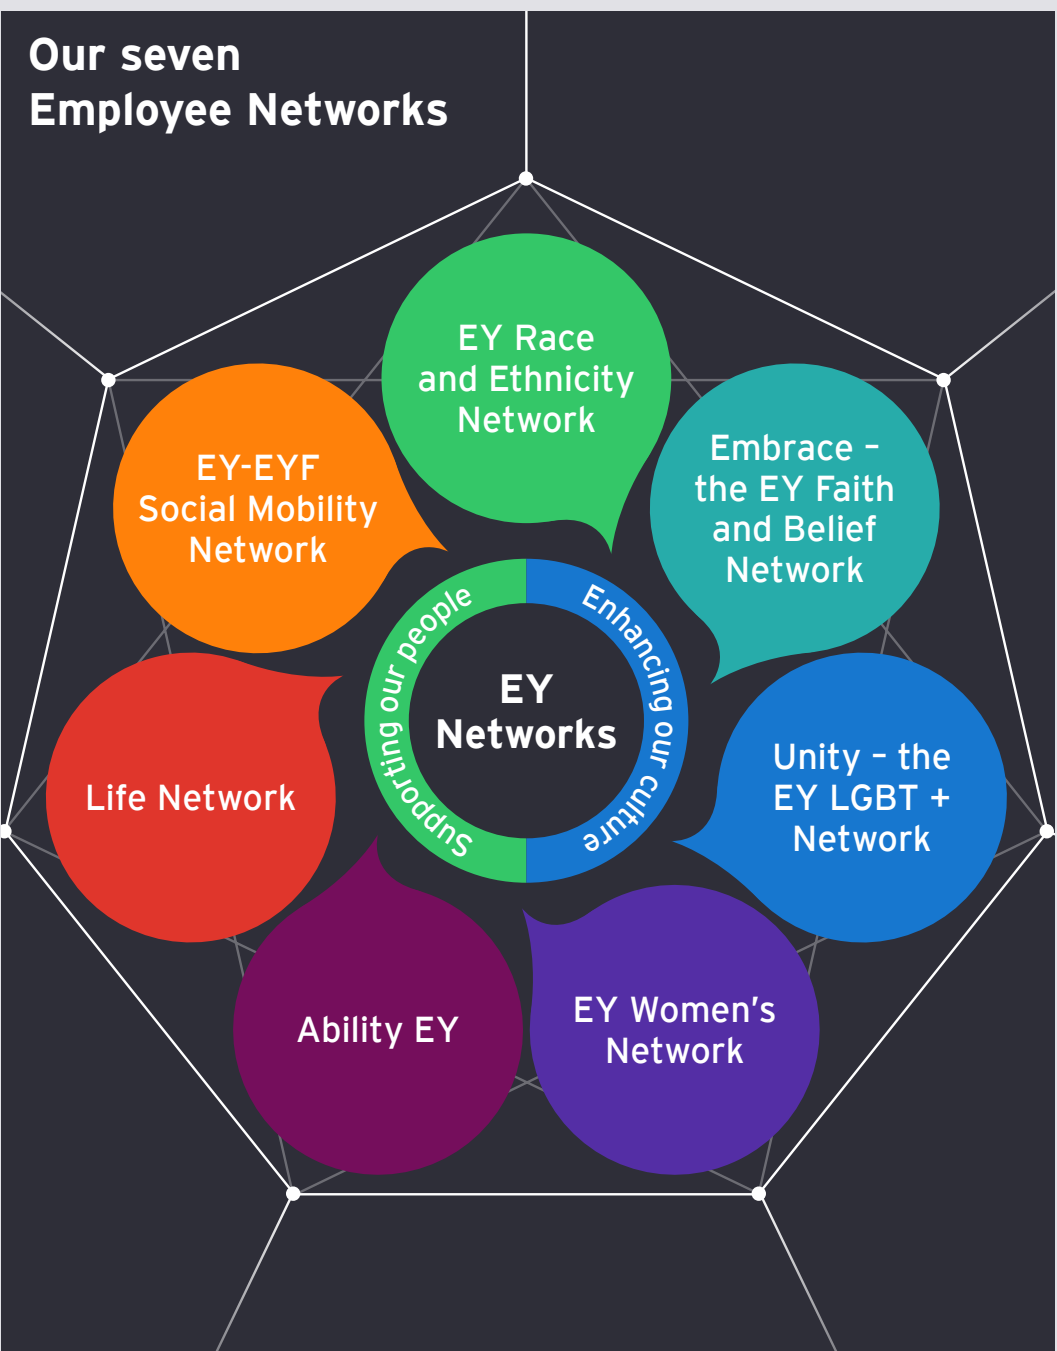 Our seven
Employee Networks
EY Race
and Ethnicity
Network
Embrace –
the EY Faith
and Belief
Network
Unity – the
EY LGBT +
Network
EY Women’s
Network
Ability EY
Life Network
EY-EYF
Social Mobility
Network
Supporting our people
Enhancing our culture
EY
Networks